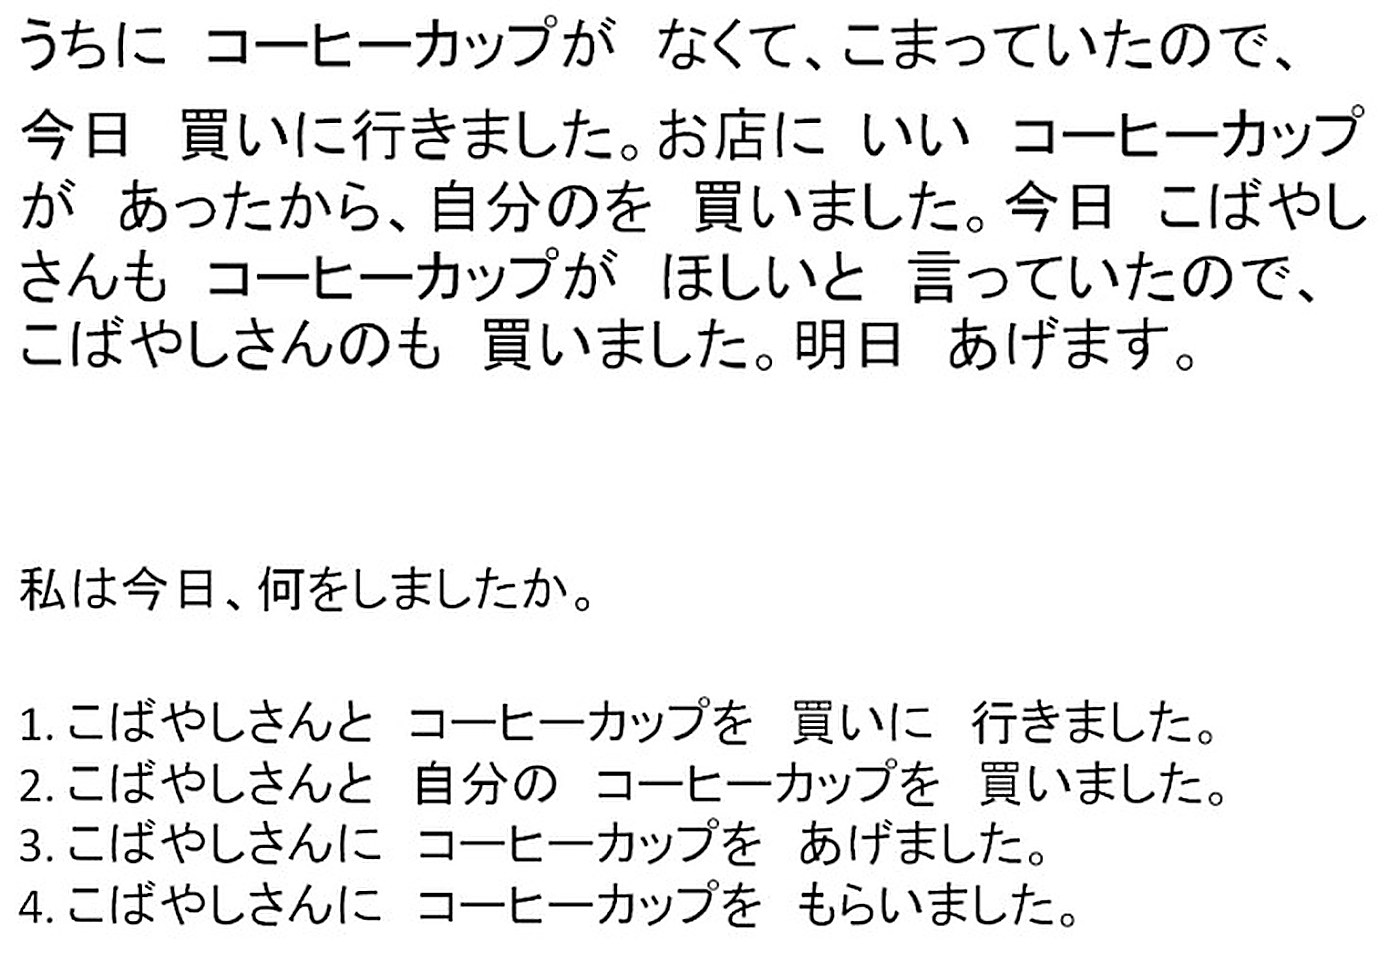 うちに　コーヒーカップが　なくて、こまっていたので、
今日　買いに行きました。お店に　いい　コーヒーカップ
が　あったから、自分のを　買いました。今日　こばやし
さんも　コーヒーカップが　ほしいと　言っていたので、
こばやしさんのも　買いました。明日　あげます。
私は今日、何をしましたか。
1. こばやしさんと　コーヒーカップを　買いに　行きました。
2. こばやしさんと　自分の　コーヒーカップを　買いました。
3. こばやしさんに　コーヒーカップを　あげました。
4. こばやしさんに　コーヒーカップを　もらいました。